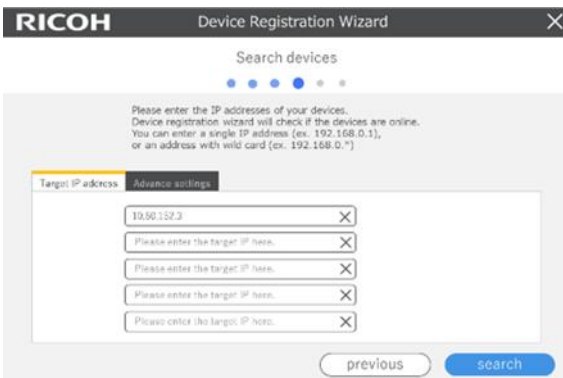 RICOH
Device Registration Wizard
Search devices
Please enter the IP addresses of your devices.
Device registration wizard will check if the devices are online.
You can enter a single IP address (ex. 192.168.0.1),
or an address with wild card (ex. 192.168.0.*)
Target IP address
Advance settings
10.60.152.3
Please enter the target IP here.
Please enter the target IP here.
Please enter the target IP here.
Please enter the target IP here.
previous
search